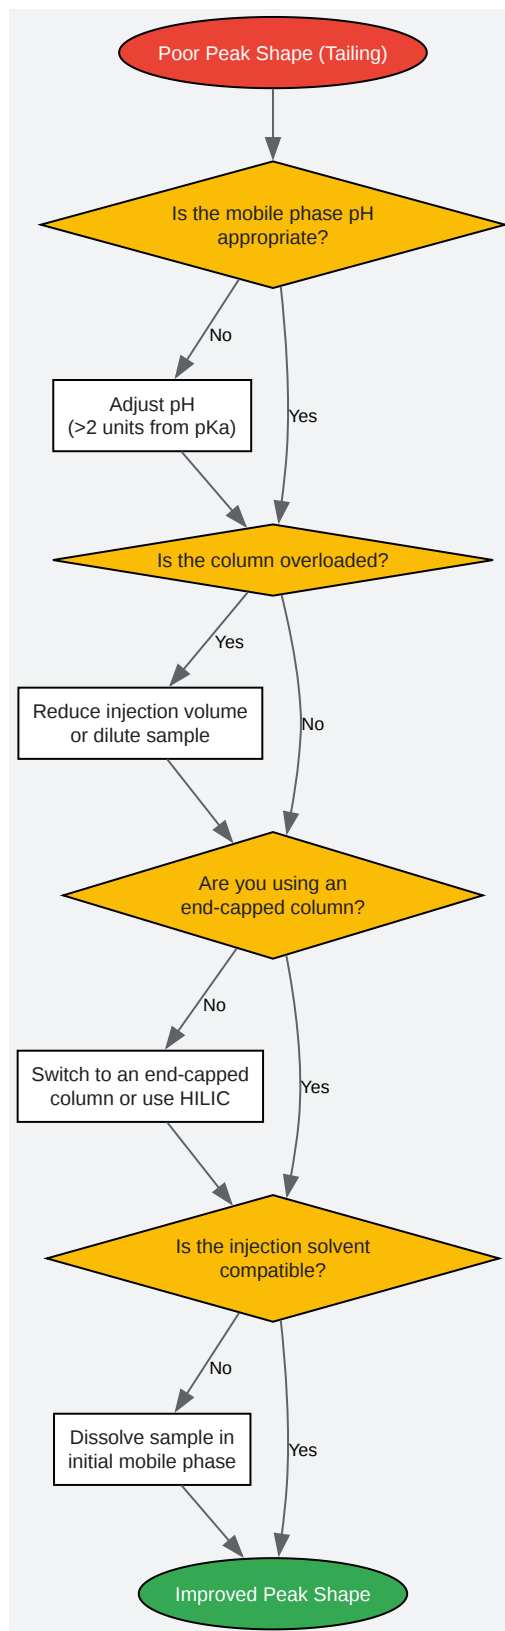 Poor Peak Shape (Tailing)
Is the mobile phase pH
appropriate?
No
Adjust pH
(>2 units from pKa)
Yes
Is the column overloaded?
Yes
Reduce injection volume
or dilute sample
No
Are you using an
end-capped column?
No
Switch to an end-capped
column or use HILIC
Yes
Is the injection solvent
compatible?
No
Dissolve sample in
initial mobile phase
Yes
Improved Peak Shape